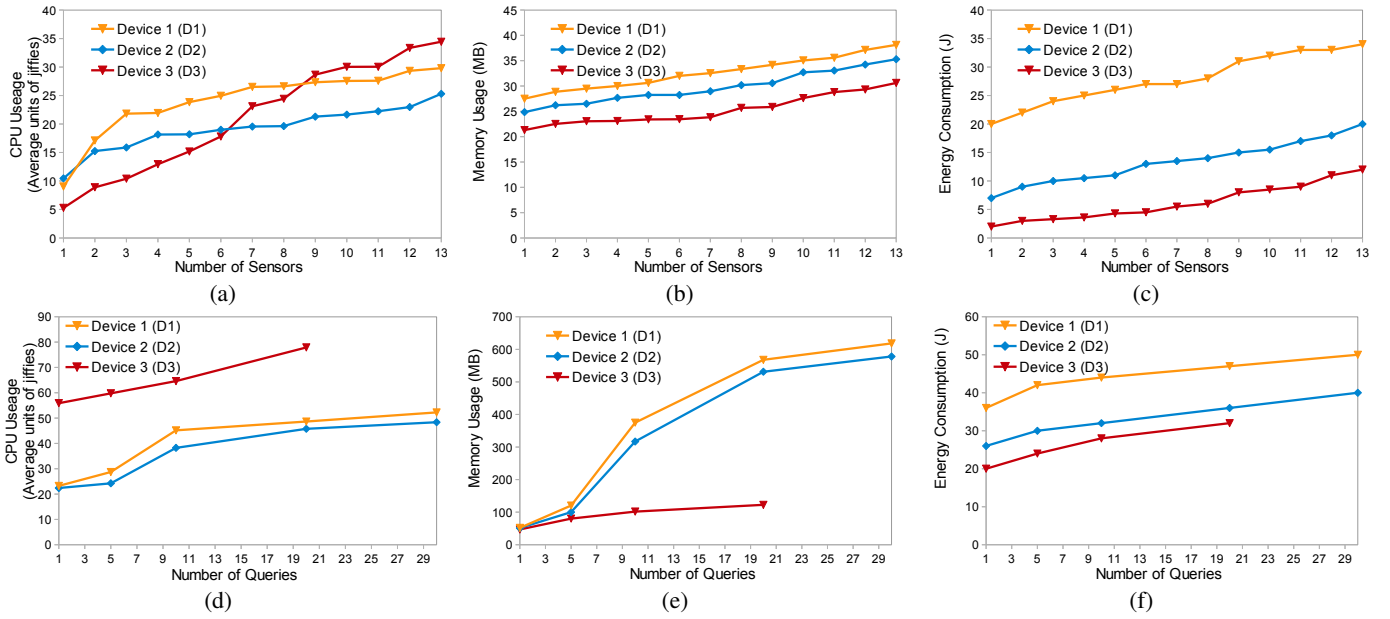 CPU Useage
(Average units of jiffies)
40
35
30
25
20
15
10
5
0
Device 1 (D1)
Device 2 (D2)
Device 3 (D3)
1 2 3 4 5 6 7 8 9 10 11 12 13
Number of Sensors
(a)
Memory Usage (MB)
45
40
35
30
25
20
15
10
5
0
Device 1 (D1)
Device 2 (D2)
Device 3 (D3)
1 2 3 4 5 6 7 8 9 10 11 12 13
Number of Sensors
(b)
Energy Consumption (J)
40
35
30
25
20
15
10
5
0
Device 1 (D1)
Device 2 (D2)
Device 3 (D3)
1 2 3 4 5 6 7 8 9 10 11 12 13
Number of Sensors
(c)
CPU Useage
(Average units of jiffies)
90
80
70
60
50
40
30
20
10
0
Device 1 (D1)
Device 2 (D2)
Device 3 (D3)
1 3 5 7 9 11 13 15 17 19 21 23 25 27 29
Number of Queries
(d)
Memory Usage (MB)
700
600
500
400
300
200
100
0
Device 1 (D1)
Device 2 (D2)
Device 3 (D3)
1 3 5 7 9 11 13 15 17 19 21 23 25 27 29
Number of Queries
(e)
Energy Consumption (J)
60
50
40
30
20
10
0
Device 1 (D1)
Device 2 (D2)
Device 3 (D3)
1 3 5 7 9 11 13 15 17 19 21 23 25 27 29
Number of Queries
(f)